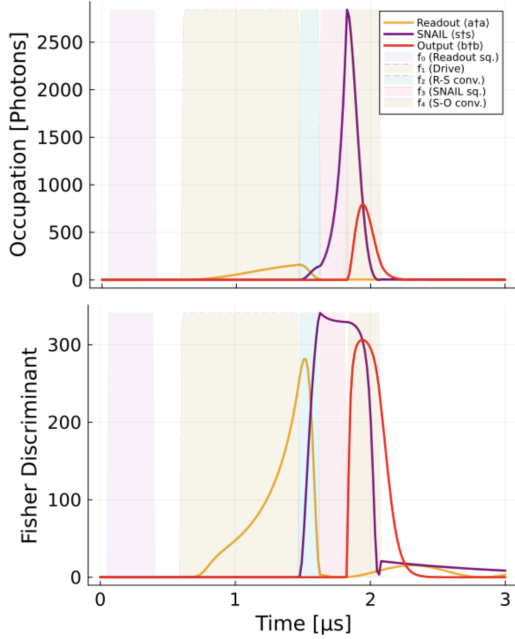 Occupation [Photons]
2500
2000
1500
1000
500
0
Readout (a†a)
SNAIL (s†s)
Output (b†b)
f₀ (Readout sq.)
f₁ (Drive)
f₂ (R-S conv.)
f₃ (SNAIL sq.)
f₄ (S-O conv.)
Fisher Discriminant
300
200
100
0
0
1
2
3
Time [μs]